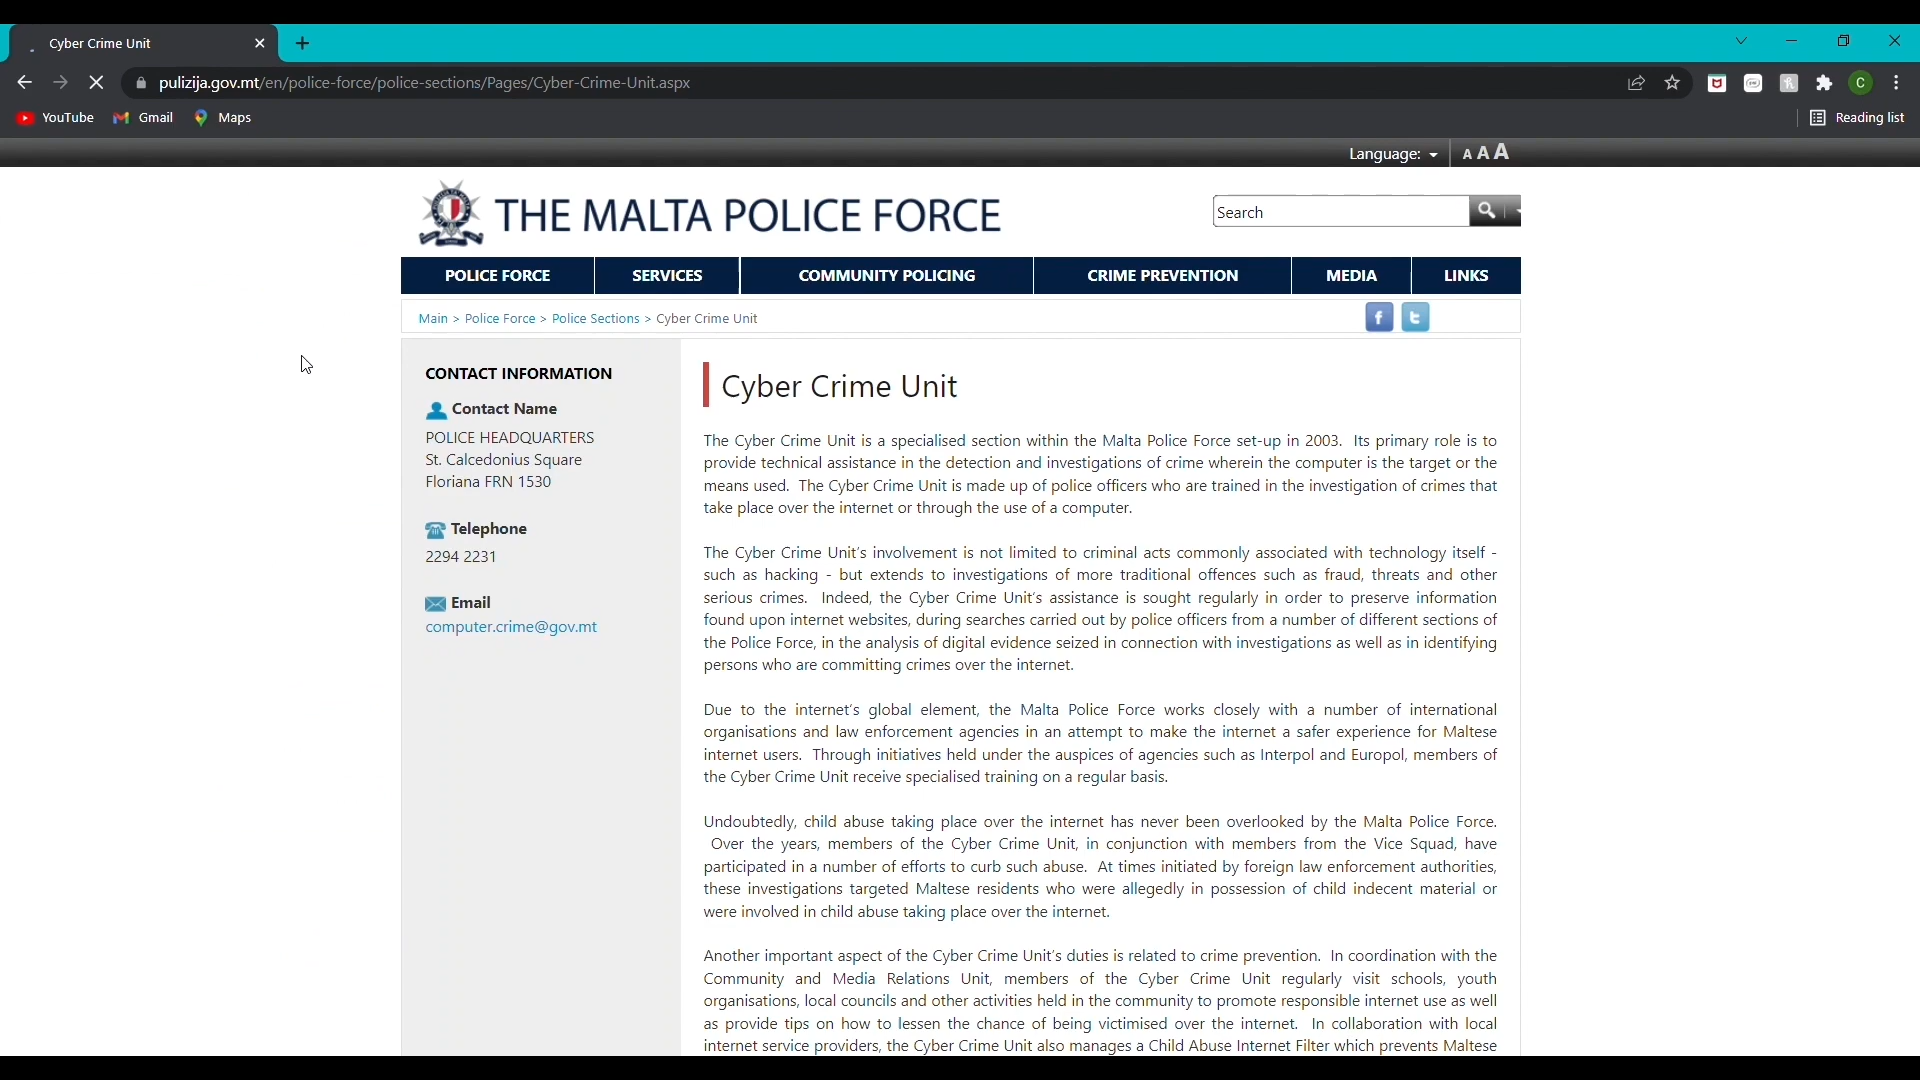 Cyber Crime Unit
pulizija.gov.mt/en/police-force/police-sections/Pages/Cyber-Crime-Unit.aspx
C
YouTube Gmail Maps
Reading list
Language: A A A
THE MALTA POLICE FORCE
Search
POLICE FORCE SERVICES COMMUNITY POLICING CRIME PREVENTION MEDIA LINKS
Main > Police Force > Police Sections > Cyber Crime Unit
f t
CONTACT INFORMATION
Contact Name
POLICE HEADQUARTERS
St. Calcedonius Square
Floriana FRN 1530
Telephone
2294 2231
Email
computer.crime@gov.mt
Cyber Crime Unit
The Cyber Crime Unit is a specialised section within the Malta Police Force set-up in 2003. Its primary role is to
provide technical assistance in the detection and investigations of crime wherein the computer is the target or the
means used. The Cyber Crime Unit is made up of police officers who are trained in the investigation of crimes that
take place over the internet or through the use of a computer.
The Cyber Crime Unit's involvement is not limited to criminal acts commonly associated with technology itself -
such as hacking - but extends to investigations of more traditional offences such as fraud, threats and other
serious crimes. Indeed, the Cyber Crime Unit's assistance is sought regularly in order to preserve information
found upon internet websites, during searches carried out by police officers from a number of different sections of
the Police Force, in the analysis of digital evidence seized in connection with investigations as well as in identifying
persons who are committing crimes over the internet.
Due to the internet's global element, the Malta Police Force works closely with a number of international
organisations and law enforcement agencies in an attempt to make the internet a safer experience for Maltese
internet users. Through initiatives held under the auspices of agencies such as Interpol and Europol, members of
the Cyber Crime Unit receive specialised training on a regular basis.
Undoubtedly, child abuse taking place over the internet has never been overlooked by the Malta Police Force.
Over the years, members of the Cyber Crime Unit, in conjunction with members from the Vice Squad, have
participated in a number of efforts to curb such abuse. At times initiated by foreign law enforcement authorities,
these investigations targeted Maltese residents who were allegedly in possession of child indecent material or
were involved in child abuse taking place over the internet.
Another important aspect of the Cyber Crime Unit's duties is related to crime prevention. In coordination with the
Community and Media Relations Unit, members of the Cyber Crime Unit regularly visit schools, youth
organisations, local councils and other activities held in the community to promote responsible internet use as well
as provide tips on how to lessen the chance of being victimised over the internet. In collaboration with local
internet service providers, the Cyber Crime Unit also manages a Child Abuse Internet Filter which prevents Maltese